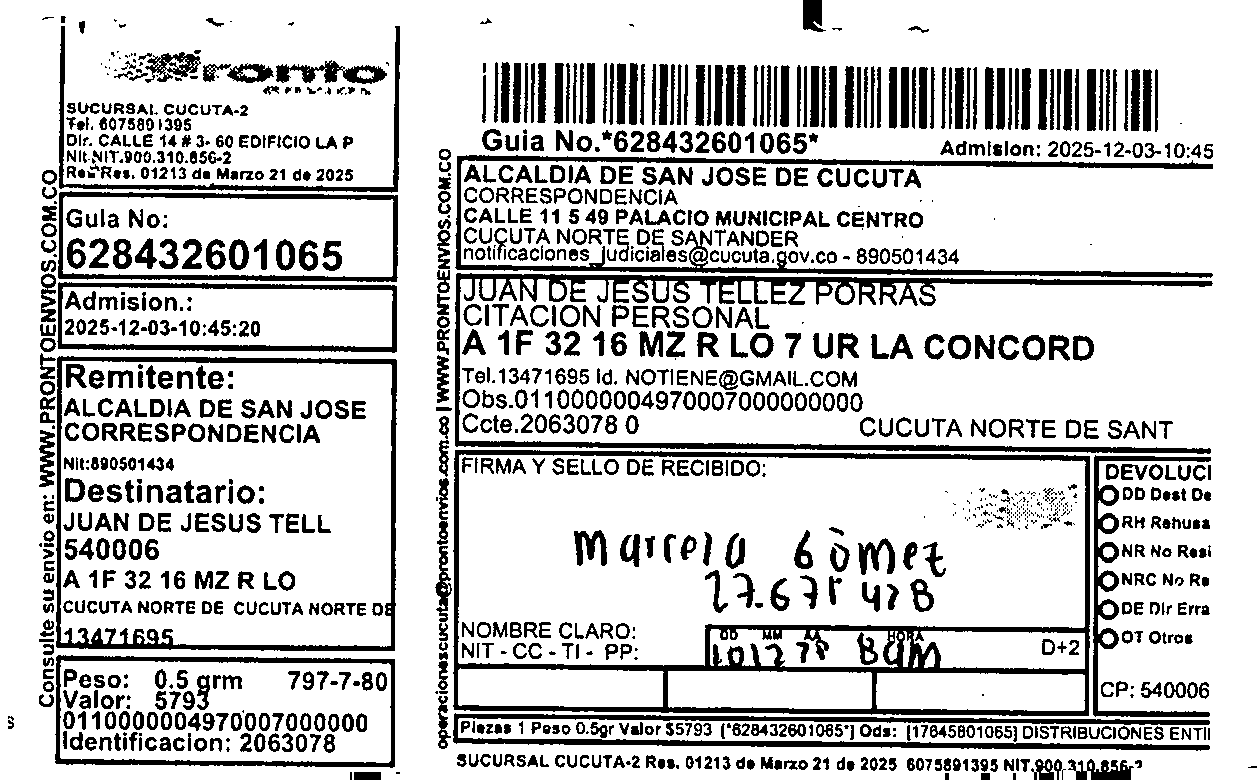 Pronto
SUCURSAL CUCUTA-2
Tel. 6075891395
Dir. CALLE 14 # 3- 60 EDIFICIO LA P
Nit.NIT.900.310.856-2
Res. 01213 de Marzo 21 de 2025
Guia No:
628432601065
Admision.:
2025-12-03-10:45:20
Remitente:
ALCALDIA DE SAN JOSE
CORRESPONDENCIA
Nit:890501434
Destinatario:
JUAN DE JESUS TELL
540006
A 1F 32 16 MZ R LO
CUCUTA NORTE DE CUCUTA NORTE DE
13471695
Peso: 0.5 grm 797-7-80
Valor: 5793
0110000004970007000000
Identificacion: 2063078
Consulte su envio en: WWW.PRONTOENVIOS.COM.CO
Guia No.*628432601065*
Admision: 2025-12-03-10:45
ALCALDIA DE SAN JOSE DE CUCUTA
CORRESPONDENCIA
CALLE 11 5 49 PALACIO MUNICIPAL CENTRO
CUCUTA NORTE DE SANTANDER
notificaciones_judiciales@cucuta.gov.co - 890501434
JUAN DE JESUS TELLEZ PORRAS
CITACION PERSONAL
A 1F 32 16 MZ R LO 7 UR LA CONCORD
Tel.13471695 Id. NOTIENE@GMAIL.COM
Obs.0110000004970007000000000
Ccte.2063078 0 CUCUTA NORTE DE SANT
operacionescucuta@prontoenvios.com.co | WWW.PRONTOENVIOS.COM.CO
FIRMA Y SELLO DE RECIBIDO:
Marcela Gómez
27.675 428
NOMBRE CLARO:
NIT - CC - TI - PP:
DD MM AA HORA
8 AM
D+2
DEVOLUCI
DD Dest De
RH Rehusa
NR No Resi
NRC No Re
DE Dir Erra
OT Otros
CP: 540006
Piezas 1 Peso 0.5gr Valor $5793 [*628432601065*] Ods: [17645801065] DISTRIBUCIONES ENTI
SUCURSAL CUCUTA-2 Res. 01213 de Marzo 21 de 2025 6075891395 NIT.900.310.856-2